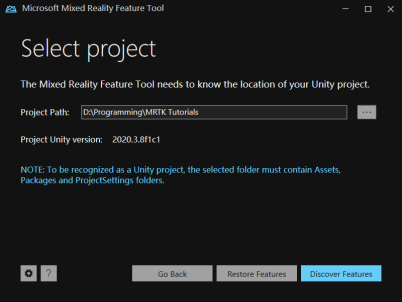 Microsoft Mixed Reality Feature Tool
Select project
The Mixed Reality Feature Tool needs to know the location of your Unity project.
Project Path: D:\Programming\MRTK Tutorials ...
Project Unity version: 2020.3.8f1c1
NOTE: To be recognized as a Unity project, the selected folder must contain Assets,
Packages and ProjectSettings folders.
? Go Back Restore Features Discover Features